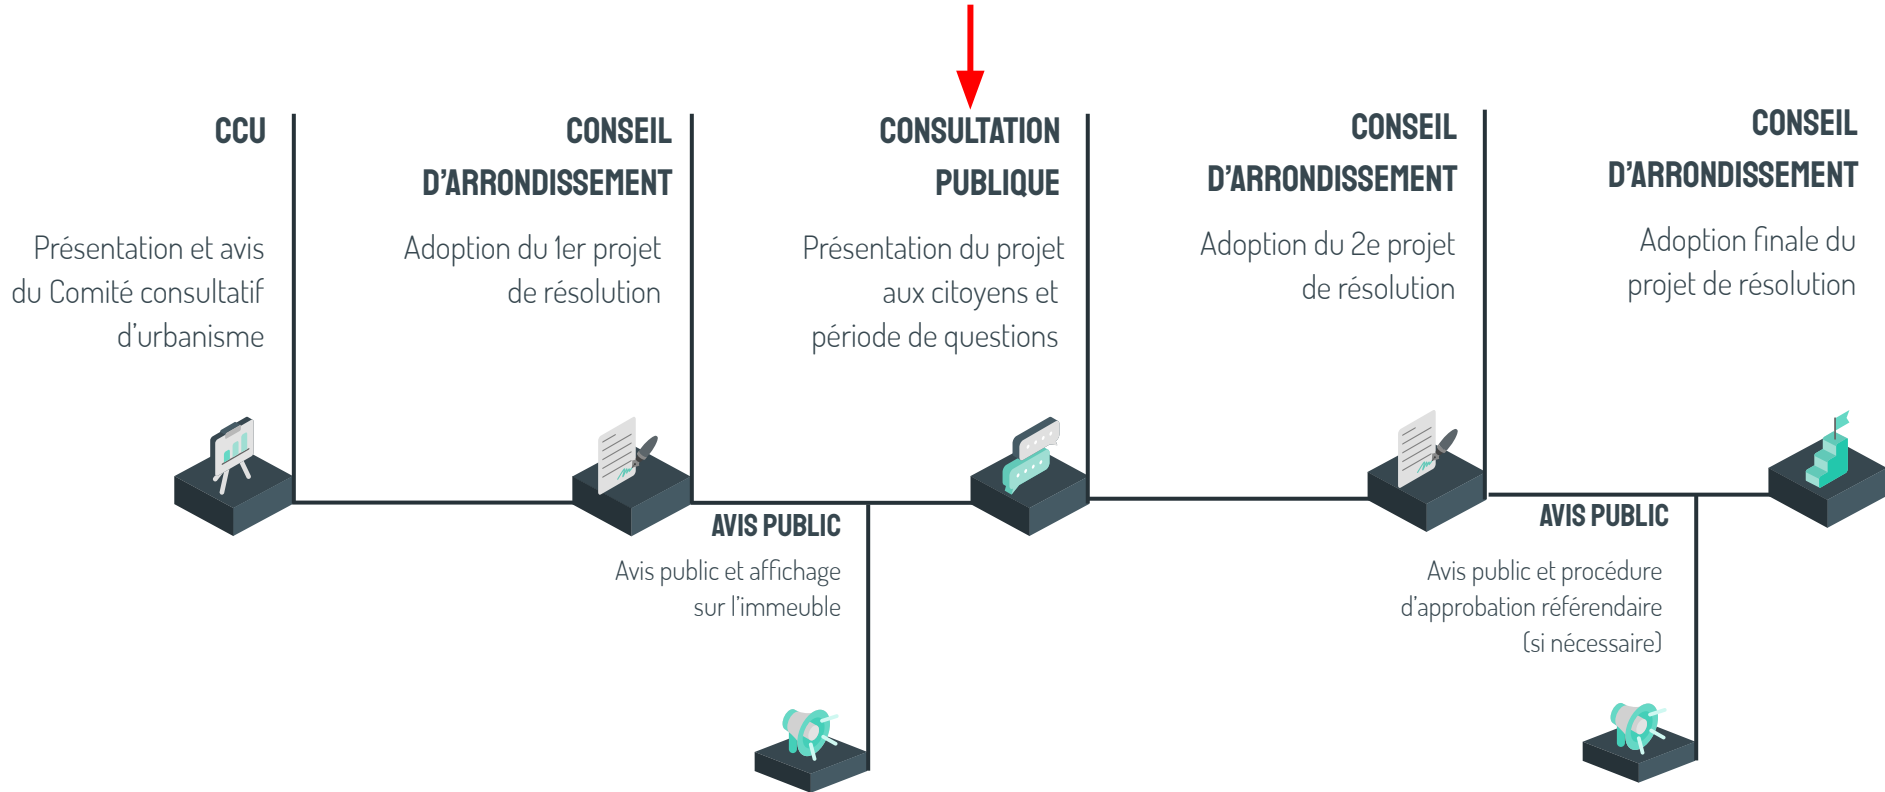 CCU
Présentation et avis
du Comité consultatif
d'urbanisme
CONSEIL
D'ARRONDISSEMENT
Adoption du 1er projet
de résolution
AVIS PUBLIC
Avis public et affichage
sur l'immeuble
CONSULTATION
PUBLIQUE
Présentation du projet
aux citoyens et
période de questions
CONSEIL
D'ARRONDISSEMENT
Adoption du 2e projet
de résolution
AVIS PUBLIC
Avis public et procédure
d'approbation référendaire
(si nécessaire)
CONSEIL
D'ARRONDISSEMENT
Adoption finale du
projet de résolution